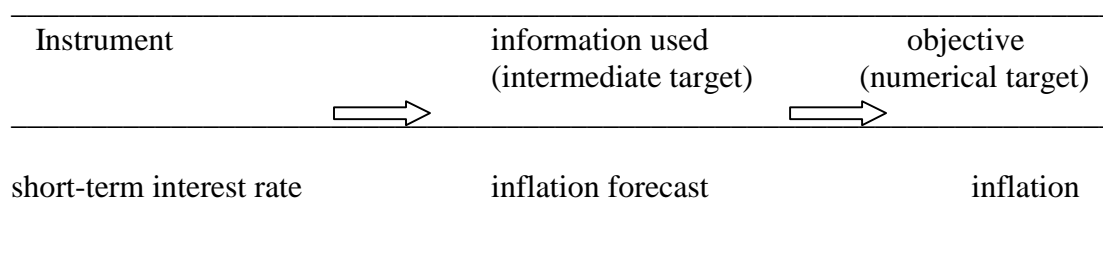 Instrument information used objective
(intermediate target) (numerical target)
short-term interest rate inflation forecast inflation